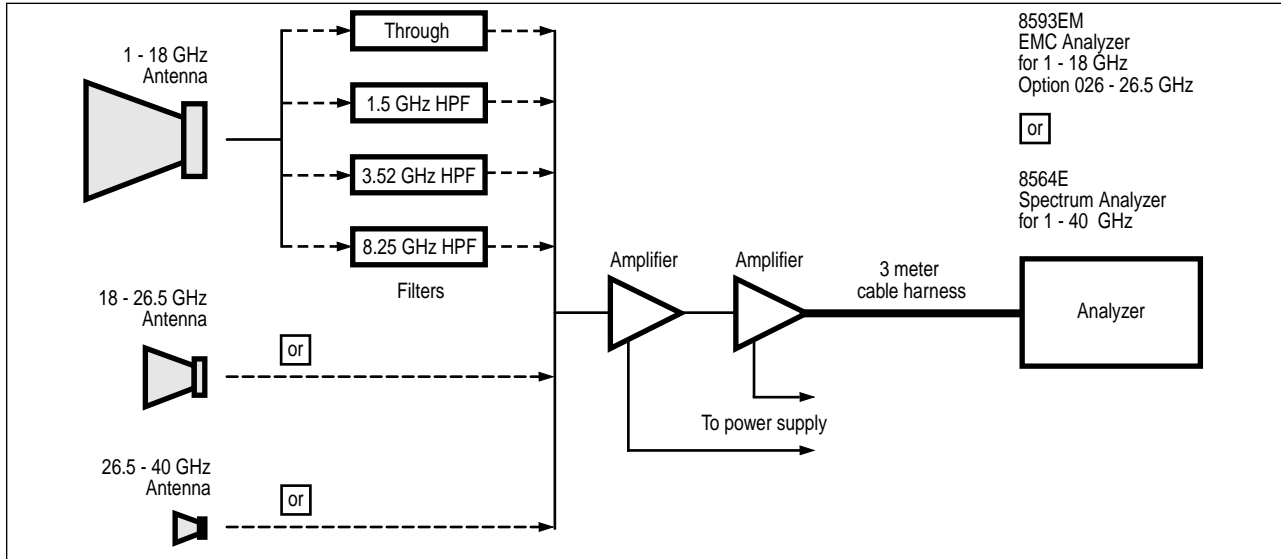 1 - 18 GHz
Antenna
Through
1.5 GHz HPF
3.52 GHz HPF
8.25 GHz HPF
Filters
18 - 26.5 GHz
Antenna
or
26.5 - 40 GHz
Antenna
or
Amplifier
Amplifier
To power supply
3 meter
cable harness
8593EM
EMC Analyzer
for 1 - 18 GHz
Option 026 - 26.5 GHz
or
8564E
Spectrum Analyzer
for 1 - 40 GHz
Analyzer